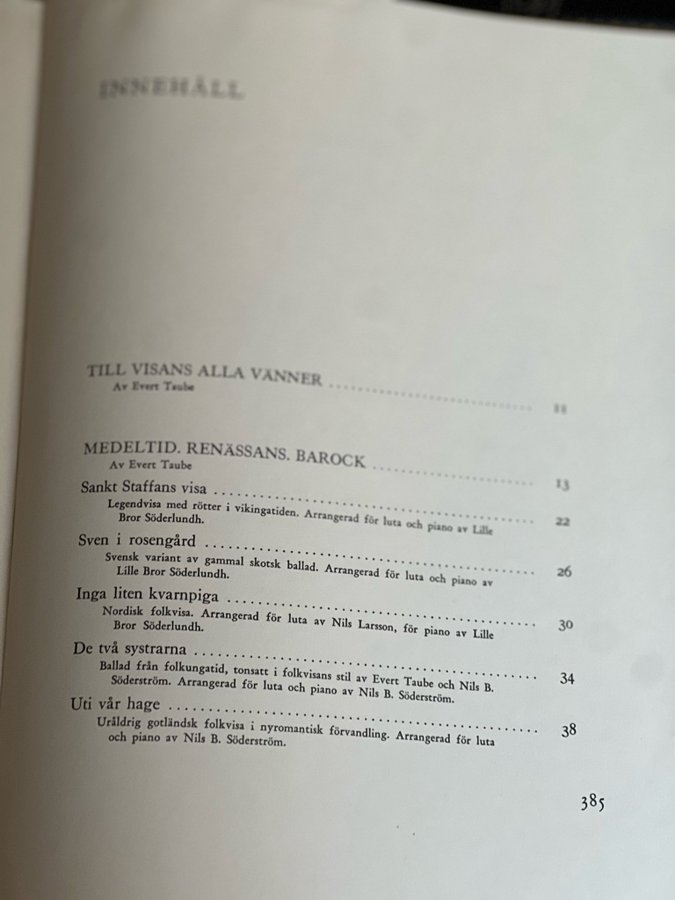 INNEHÅLL
TILL VISANS ALLA VÄNNER ............................ 11
Av Evert Taube
MEDELTID. RENÄSSANS. BAROCK ...................... 13
Av Evert Taube
Sankt Staffans visa ............................................ 22
Legendvisa med rötter i vikingatiden. Arrangerad för luta och piano av Lille
Bror Söderlundh.
Sven i rosengård .............................................. 26
Svensk variant av gammal skotsk ballad. Arrangerad för luta och piano av
Lille Bror Söderlundh.
Inga liten kvarnpiga .......................................... 30
Nordisk folkvisa. Arrangerad för luta av Nils Larsson, för piano av Lille
Bror Söderlundh.
De två systrarna .............................................. 34
Ballad från folkungatid, tonsatt i folkvisans stil av Evert Taube och Nils B.
Söderström. Arrangerad för luta och piano av Nils B. Söderström.
Uti vår hage .................................................. 38
Uråldrig gotländsk folkvisa i nyromantisk förvandling. Arrangerad för luta
och piano av Nils B. Söderström.
385